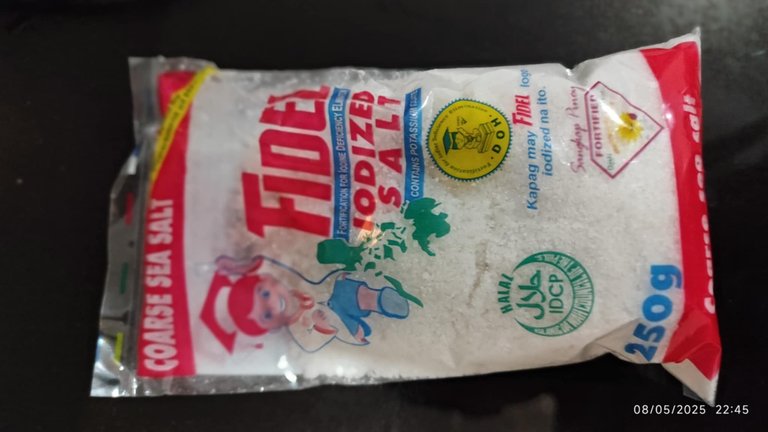 COARSE SEA SALT
FIDEL
FORTIFICATION FOR IODINE DEFICIENCY
IODIZED
SALT
CONTAINS POTASSIUM
DOH
Kapag may FIDEL
iodized na ito.
Sangkap Pinoy
FORTIFIED
HALAL
حلال
IDCP
250g
Coarse sea salt
08/05/2025 22:45